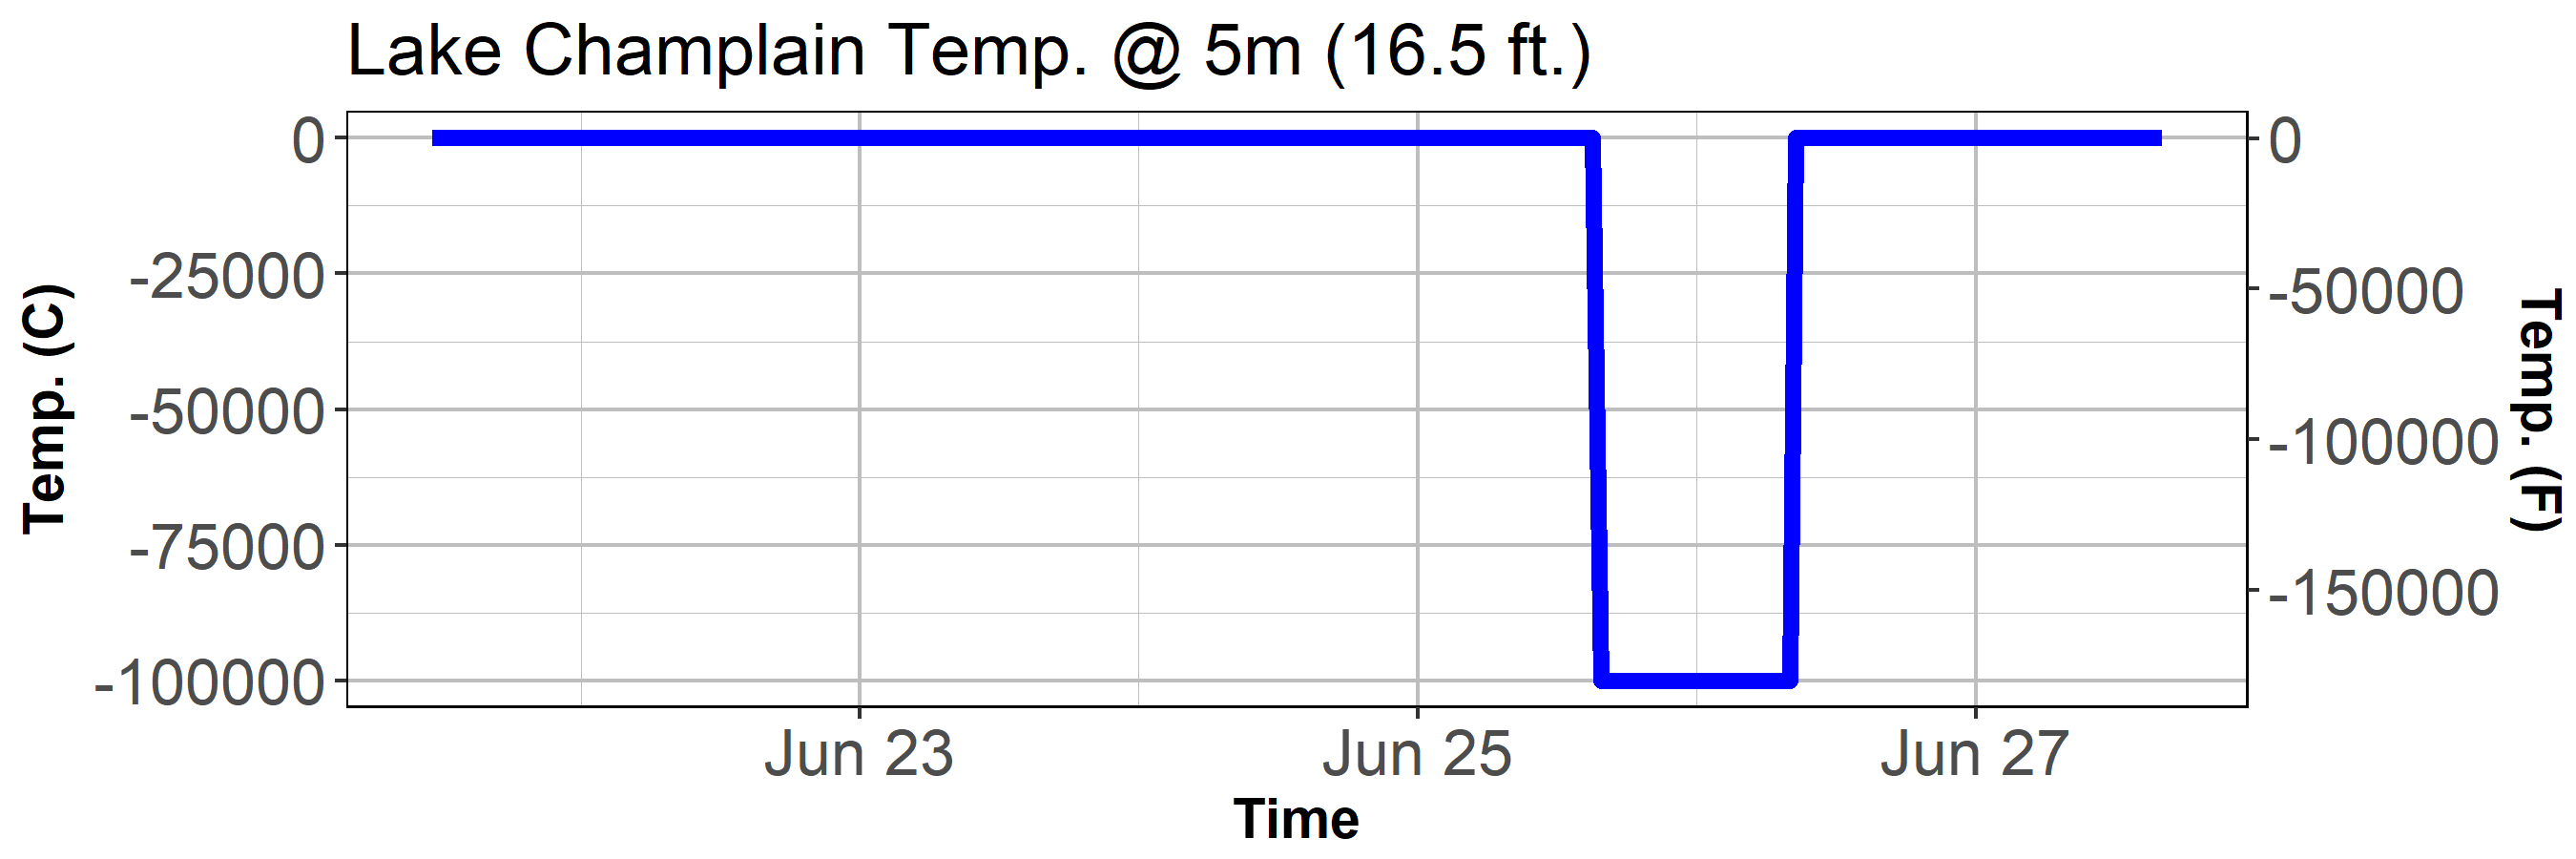 Lake Champlain Temp. @ 5m (16.5 ft.)
Temp. (C)
0
-25000
-50000
-75000
-100000
0
-50000
-100000
-150000
Temp. (F)
Jun 23
Jun 25
Jun 27
Time